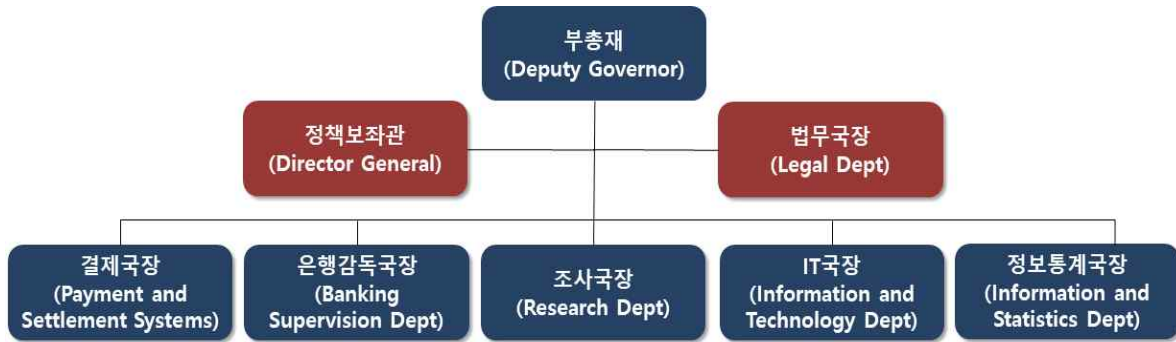 부총재
(Deputy Governor)
정책보좌관
(Director General)
법무국장
(Legal Dept)
결제국장
(Payment and
Settlement Systems)
은행감독국장
(Banking
Supervision Dept)
조사국장
(Research Dept)
IT국장
(Information and
Technology Dept)
정보통계국장
(Information and
Statistics Dept)